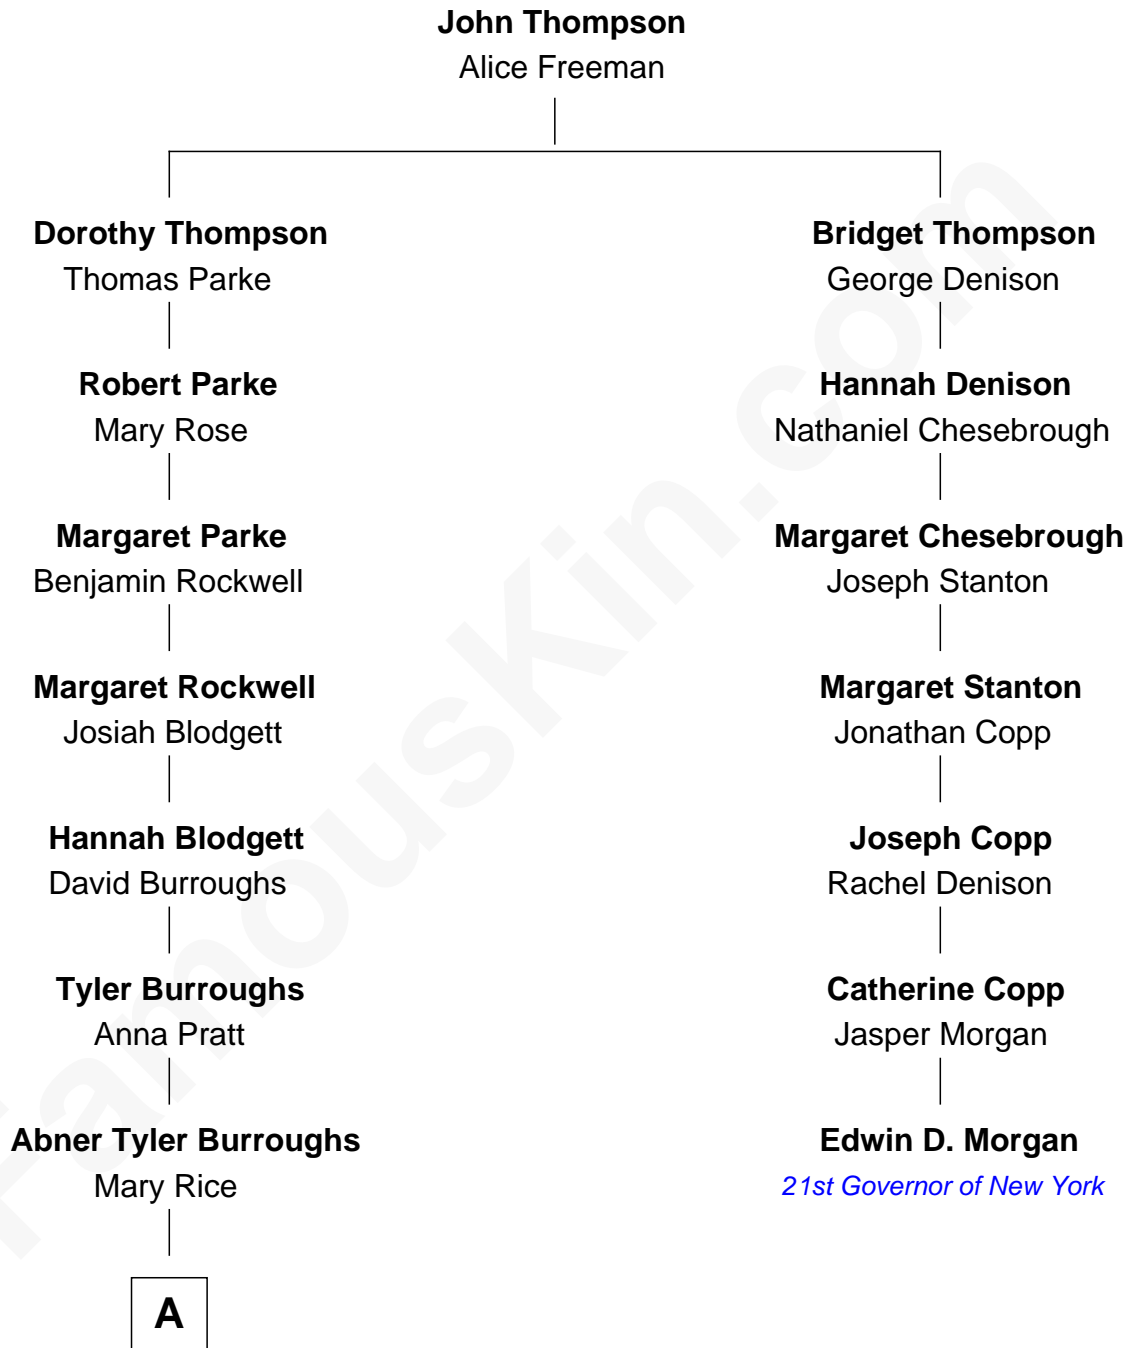 John Thompson
Alice Freeman
Dorothy Thompson
Thomas Parke
Robert Parke
Mary Rose
Margaret Parke
Benjamin Rockwell
Margaret Rockwell
Josiah Blodgett
Hannah Blodgett
David Burroughs
Tyler Burroughs
Anna Pratt
Abner Tyler Burroughs
Mary Rice
A
Bridget Thompson
George Denison
Hannah Denison
Nathaniel Chesebrough
Margaret Chesebrough
Joseph Stanton
Margaret Stanton
Jonathan Copp
Joseph Copp
Rachel Denison
Catherine Copp
Jasper Morgan
Edwin D. Morgan
21st Governor of New York
FamousKin.com